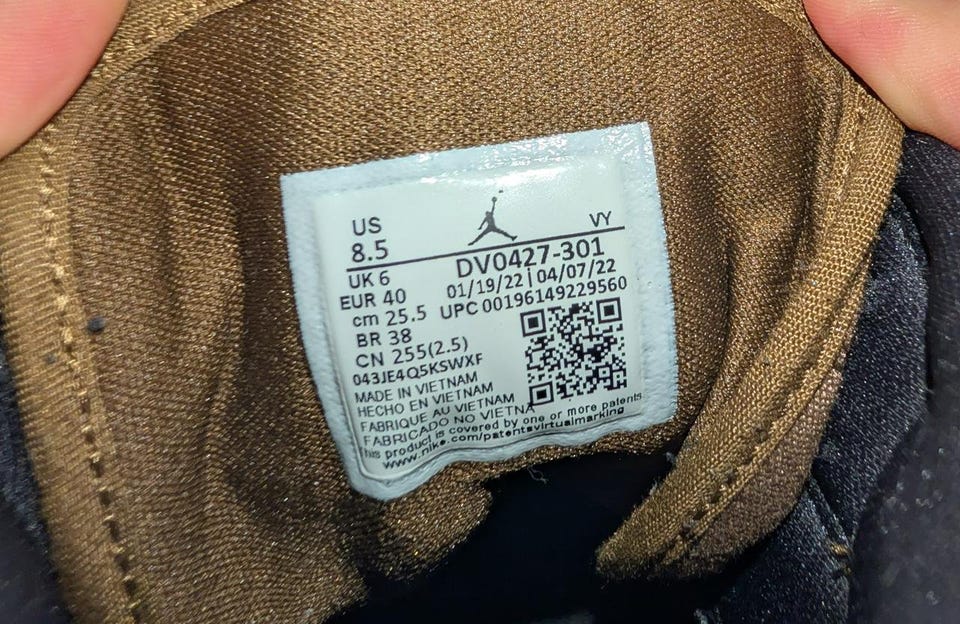 US
8.5
VY
UK 6
DV0427-301
EUR 40
01/19/22 | 04/07/22
cm 25.5
UPC 00196149229560
BR 38
CN 255(2.5)
043JE4Q5KSWXF
MADE IN VIETNAM
HECHO EN VIETNAM
FABRIQUE AU VIETNAM
FABRICADO NO VIETNA
his product is covered by one or more patents
www.nike.com/patentsvirtualmarking